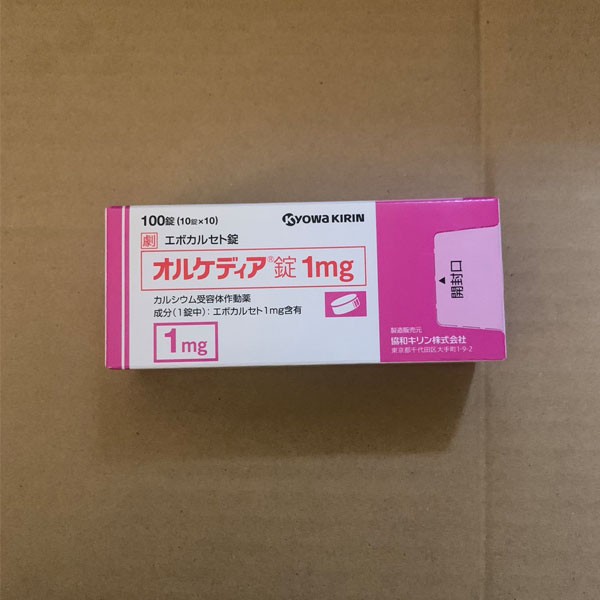 100錠(10錠×10)
KYOWA KIRIN
劇 エボカルセト錠
オルケディア®錠 1mg
カルシウム受容体作動薬
成分(1錠中):エボカルセト1mg含有
1mg
開封口
製造販売元
協和キリン株式会社
東京都千代田区大手町1-9-2